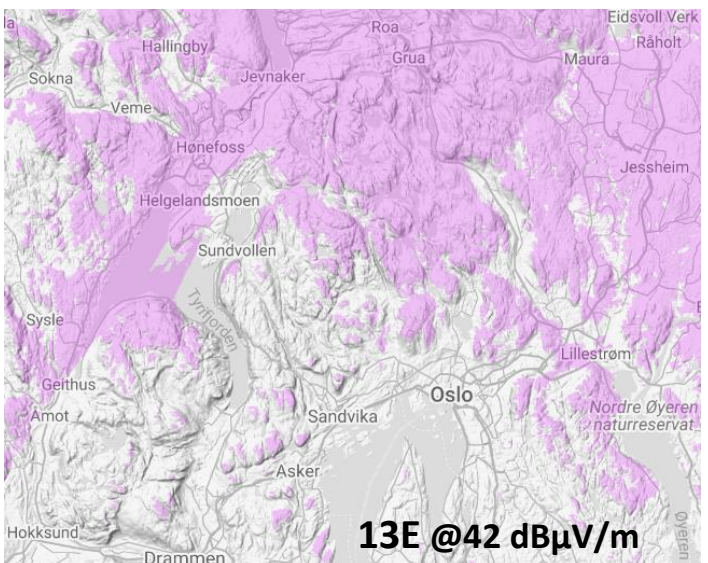 Roa
Eidsvoll Verk
Hallingby
Råholt
Grua
Maura
Sokna
Jevnaker
Veme
Hønefoss
Jessheim
Helgelandsmoen
Sundvollen
Tyrifjorden
Sysle
Geithus
Lillestrøm
Åmot
Sandvika
Oslo
Nordre Øyeren
naturreservat
Asker
Hokksund
Drammen
Øyeren
13E @42 dBµV/m